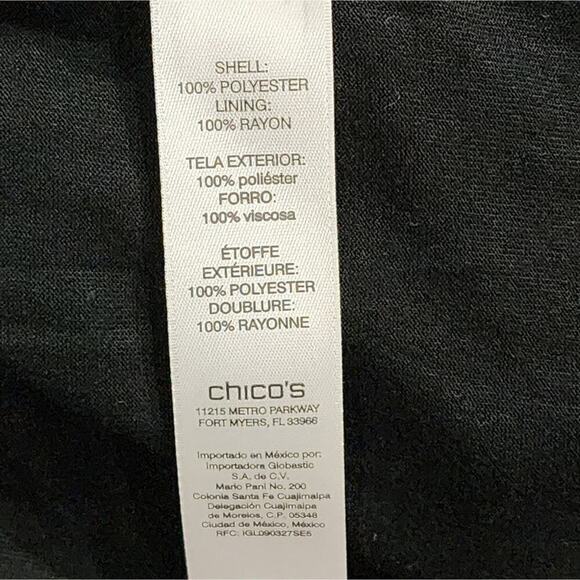 SHELL:
100% POLYESTER
LINING:
100% RAYON
TELA EXTERIOR:
100% poliéster
FORRO:
100% viscosa
ÉTOFFE
EXTÉRIEURE:
100% POLYESTER
DOUBLURE:
100% RAYONNE
chico's
11215 METRO PARKWAY
FORT MYERS, FL 33966
Importado en México por:
Importadora Globastic
S.A. de C.V.
Mario Pani No. 200
Colonia Santa Fe Cuajimalpa
Delegación Cuajimalpa
de Morelos, C.P. 05348
Ciudad de México, México
RFC: IGL090327SE5